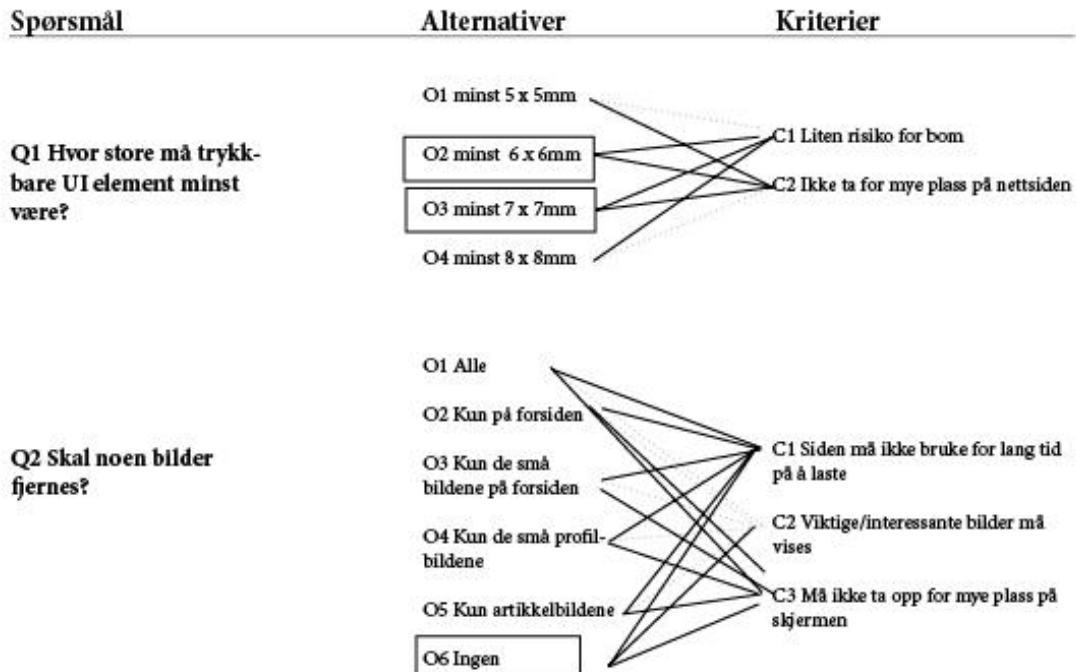 Spørsmål
Alternativer
Kriterier
Q1 Hvor store må trykk-
bare UI element minst
være?
O1 minst 5 x 5mm
O2 minst 6 x 6mm
O3 minst 7 x 7mm
O4 minst 8 x 8mm
C1 Liten risiko for bom
C2 Ikke ta for mye plass på nettsiden
Q2 Skal noen bilder
fjernes?
O1 Alle
O2 Kun på forsiden
O3 Kun de små
bildene på forsiden
O4 Kun de små profil-
bildene
O5 Kun artikkelbildene
O6 Ingen
C1 Siden må ikke bruke for lang tid
på å laste
C2 Viktige/interessante bilder må
vises
C3 Må ikke ta opp for mye plass på
skjermen